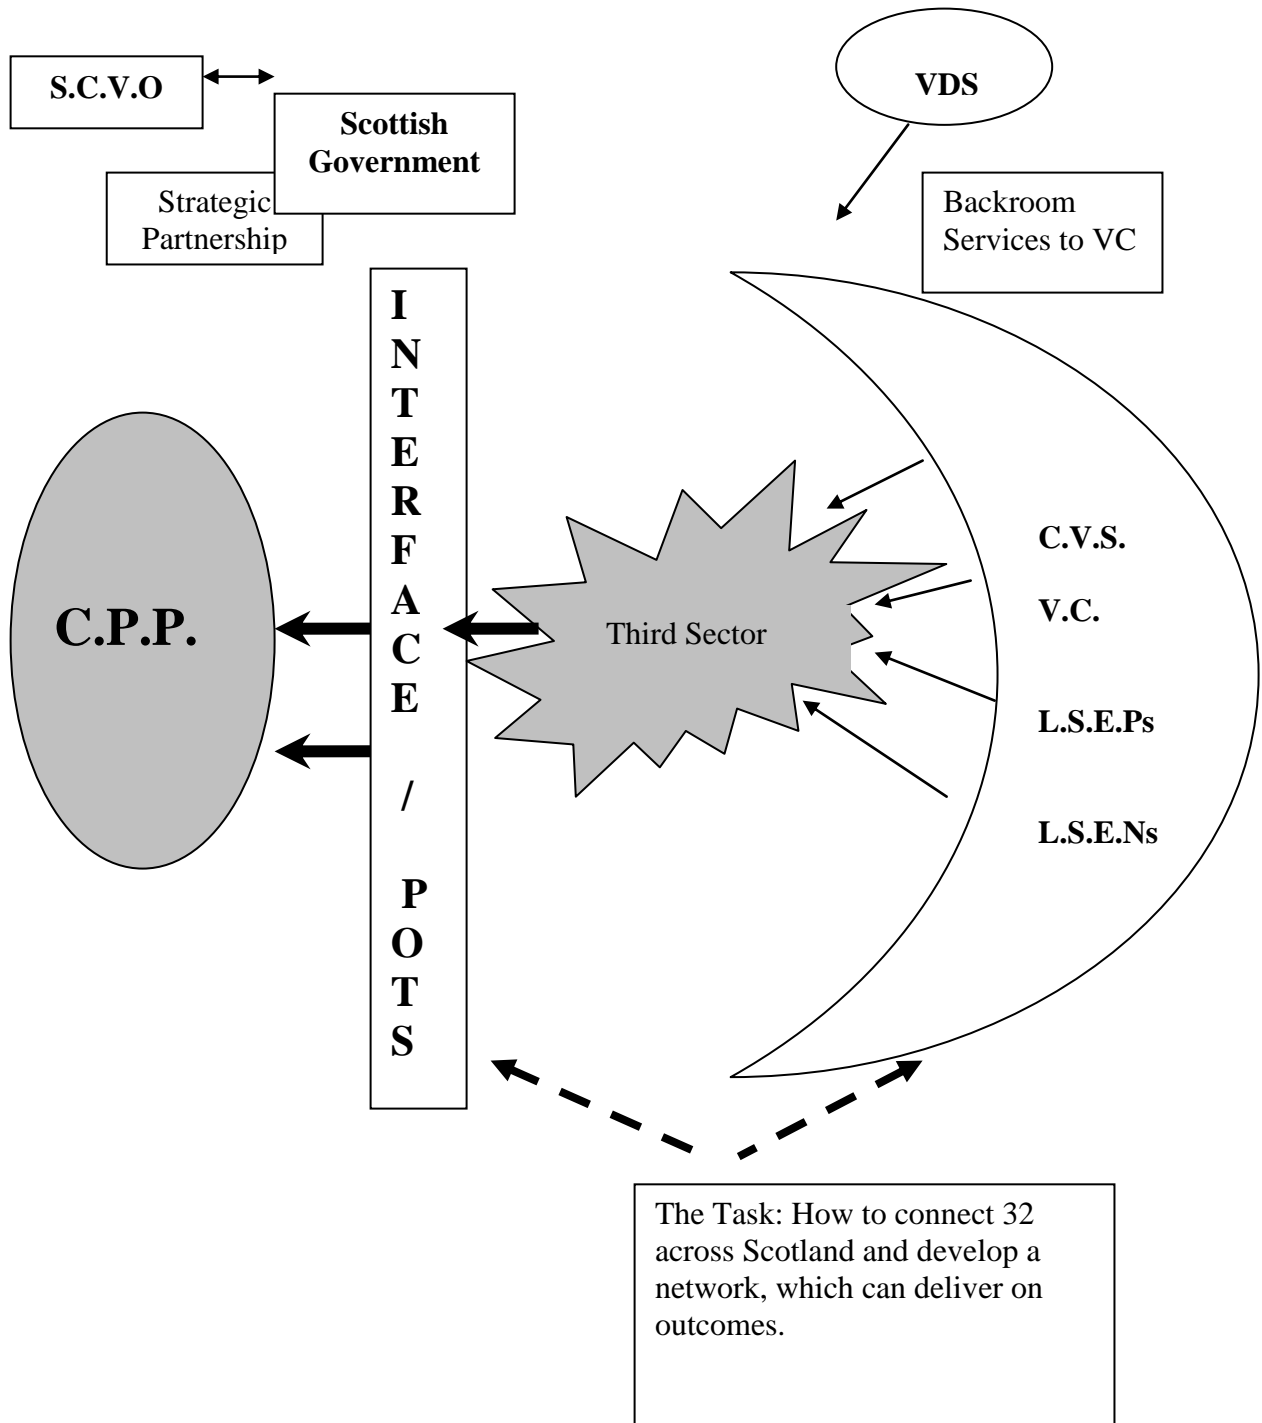 S.C.V.O
VDS
Scottish
Government
Strategic
Partnership
Backroom
Services to VC
I
N
T
E
R
F
A
C
E
/
P
O
T
S
C.P.P.
Third Sector
C.V.S.
V.C.
L.S.E.Ps
L.S.E.Ns
The Task: How to connect 32
across Scotland and develop a
network, which can deliver on
outcomes.